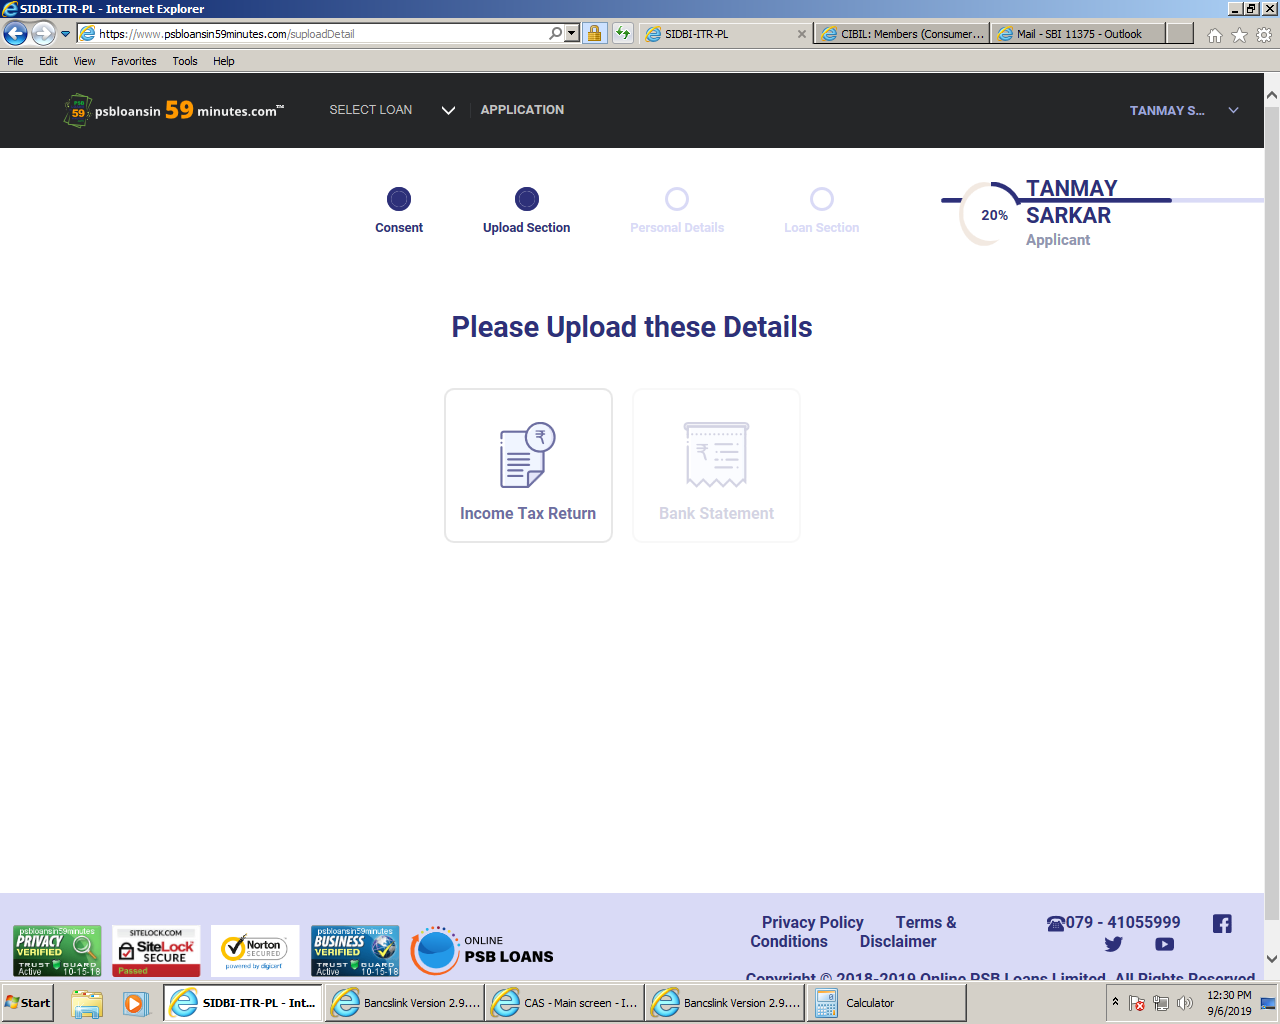 SIDBI-ITR-PL - Internet Explorer
https://www.psbloansin59minutes.com/suploadDetail
SIDBI-ITR-PL
CIBIL: Members (Consumer...
Mail - SBI 11375 - Outlook
File Edit View Favorites Tools Help
PSB
59
psbloansin 59 minutes.com™
SELECT LOAN
APPLICATION
TANMAY S...
Consent
Upload Section
Personal Details
Loan Section
20%
TANMAY
SARKAR
Applicant
Please Upload these Details
₹
Income Tax Return
₹
Bank Statement
psbloansin59minutes
PRIVACY
VERIFIED
TRUST GUARD
Active 10-15-18
SITELOCK.COM
SiteLock
SECURE
Passed
Norton
SECURED
powered by digicert
psbloansin59minutes
BUSINESS
VERIFIED
TRUST GUARD
Active 10-15-18
ONLINE
PSB LOANS
Privacy Policy Terms &
Conditions Disclaimer
079 - 41055999
Copyright © 2018-2019 Online PSB Loans Limited. All Rights Reserved
Start
SIDBI-ITR-PL - Int...
Bancslink Version 2.9....
CAS - Main screen - I...
Bancslink Version 2.9....
Calculator
12:30 PM
9/6/2019